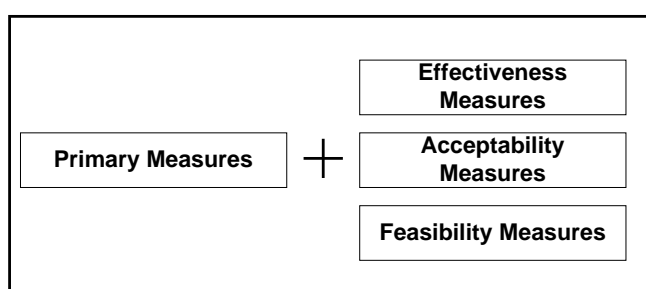 Primary Measures
+
Effectiveness
Measures
Acceptability
Measures
Feasibility Measures